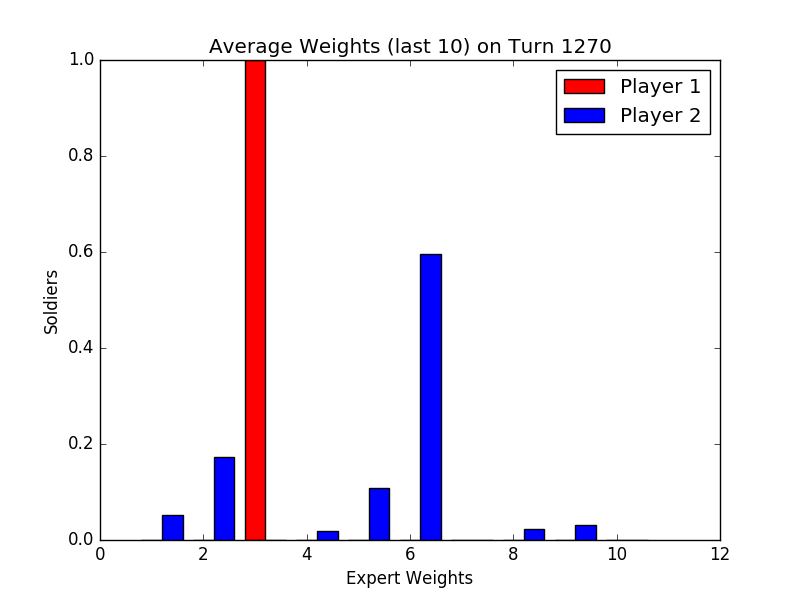 Average Weights (last 10) on Turn 1270
Player 1
Player 2
1.0
0.8
0.6
0.4
0.2
0.0
Soldiers
0 2 4 6 8 10 12
Expert Weights